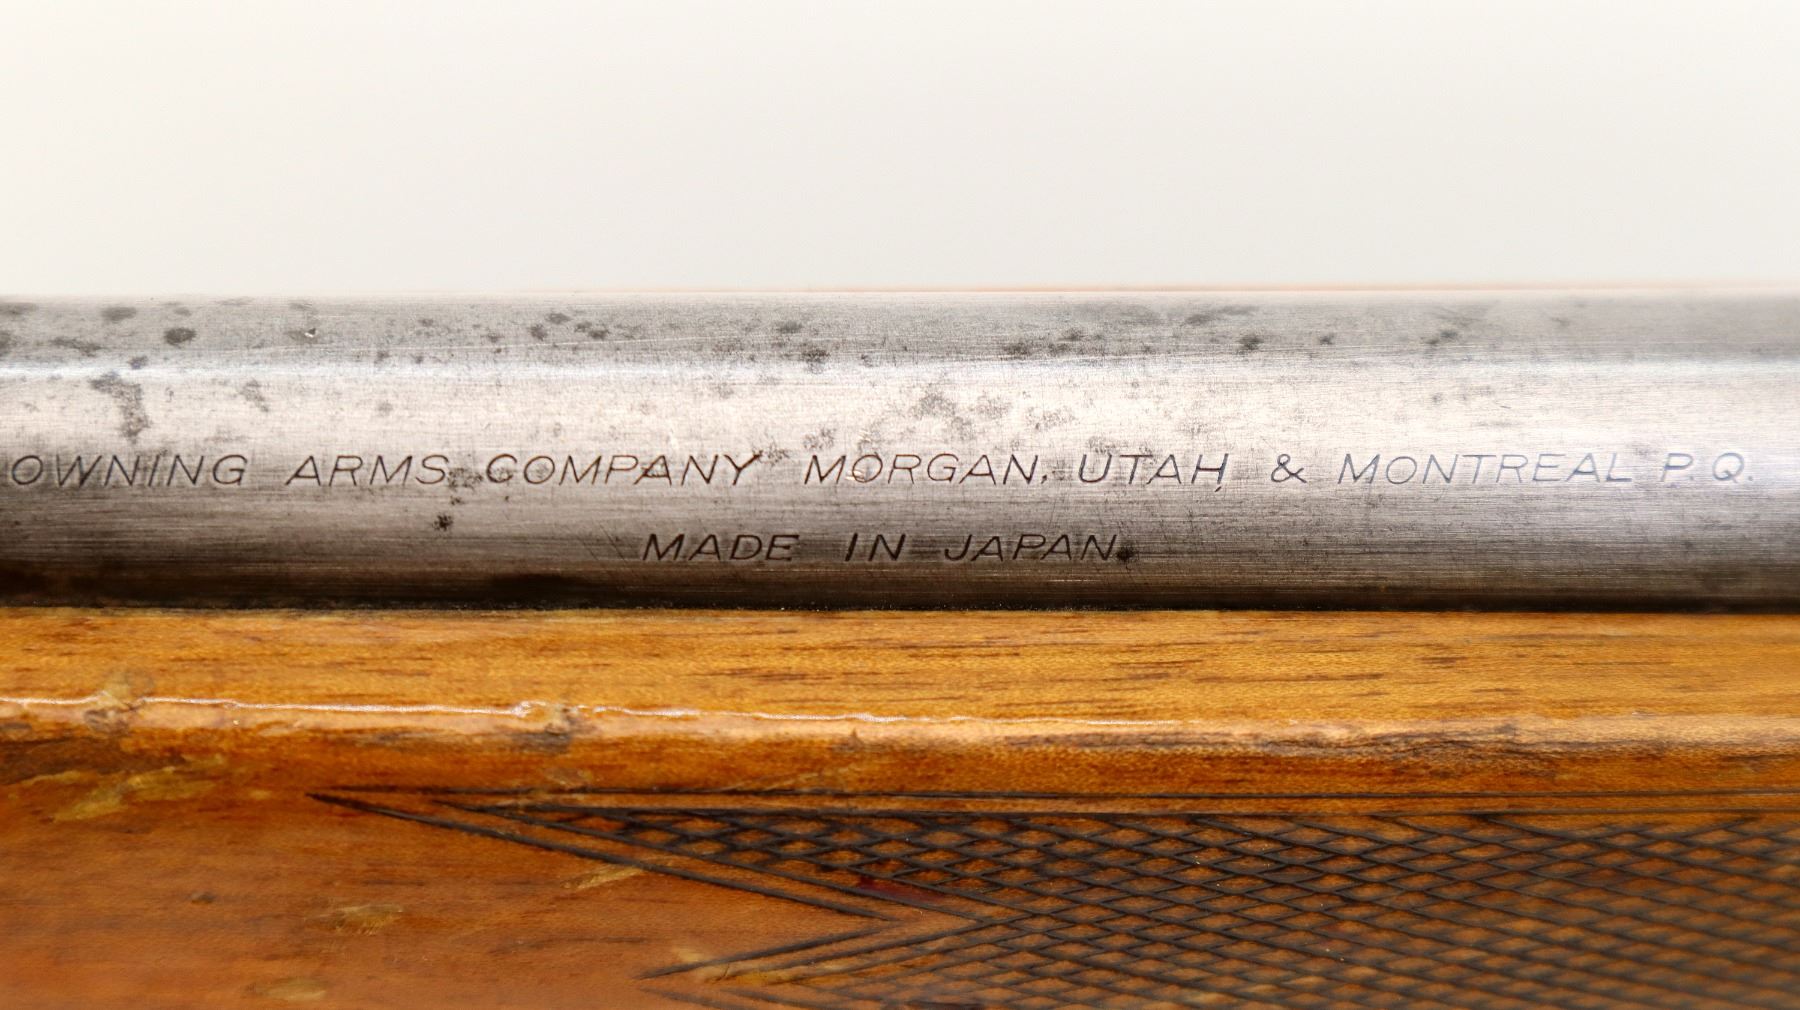 OWNING ARMS COMPANY MORGAN, UTAH, & MONTREAL P.Q.
MADE IN JAPAN.